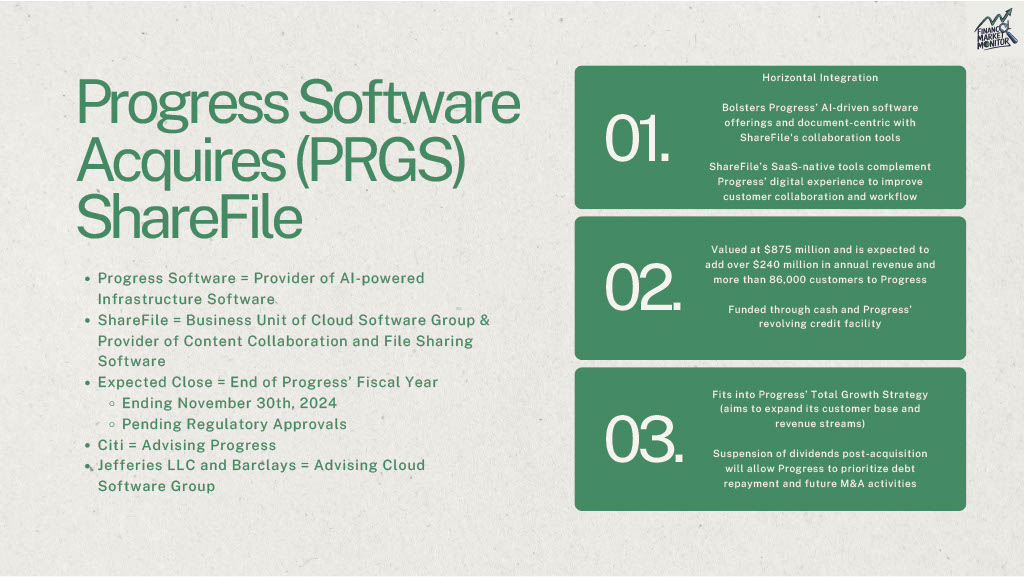 FINANCIAL
MARKET
MONITOR
Progress Software
Acquires (PRGS)
ShareFile
• Progress Software = Provider of AI-powered
Infrastructure Software
• ShareFile = Business Unit of Cloud Software Group &
Provider of Content Collaboration and File Sharing
Software
• Expected Close = End of Progress' Fiscal Year
◦ Ending November 30th, 2024
◦ Pending Regulatory Approvals
• Citi = Advising Progress
• Jefferies LLC and Barclays = Advising Cloud
Software Group
01.
Horizontal Integration
Bolsters Progress' AI-driven software
offerings and document-centric with
ShareFile's collaboration tools
ShareFile's SaaS-native tools complement
Progress' digital experience to improve
customer collaboration and workflow
02.
Valued at $875 million and is expected to
add over $240 million in annual revenue and
more than 86,000 customers to Progress
Funded through cash and Progress'
revolving credit facility
03.
Fits into Progress' Total Growth Strategy
(aims to expand its customer base and
revenue streams)
Suspension of dividends post-acquisition
will allow Progress to prioritize debt
repayment and future M&A activities